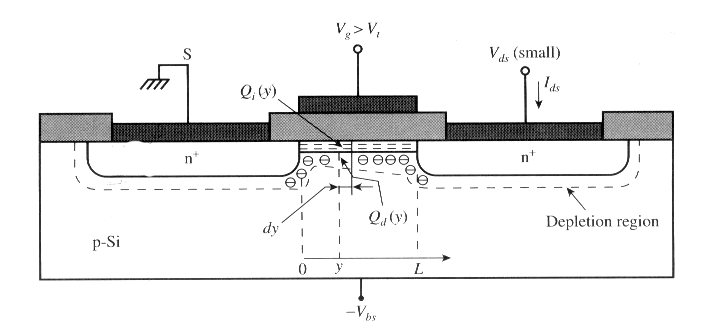 V_g > V_t
S
V_ds (small)
I_ds
Q_i(y)
n⁺
n⁺
dy
Q_d(y)
Depletion region
p-Si
0
y
L
−V_bs